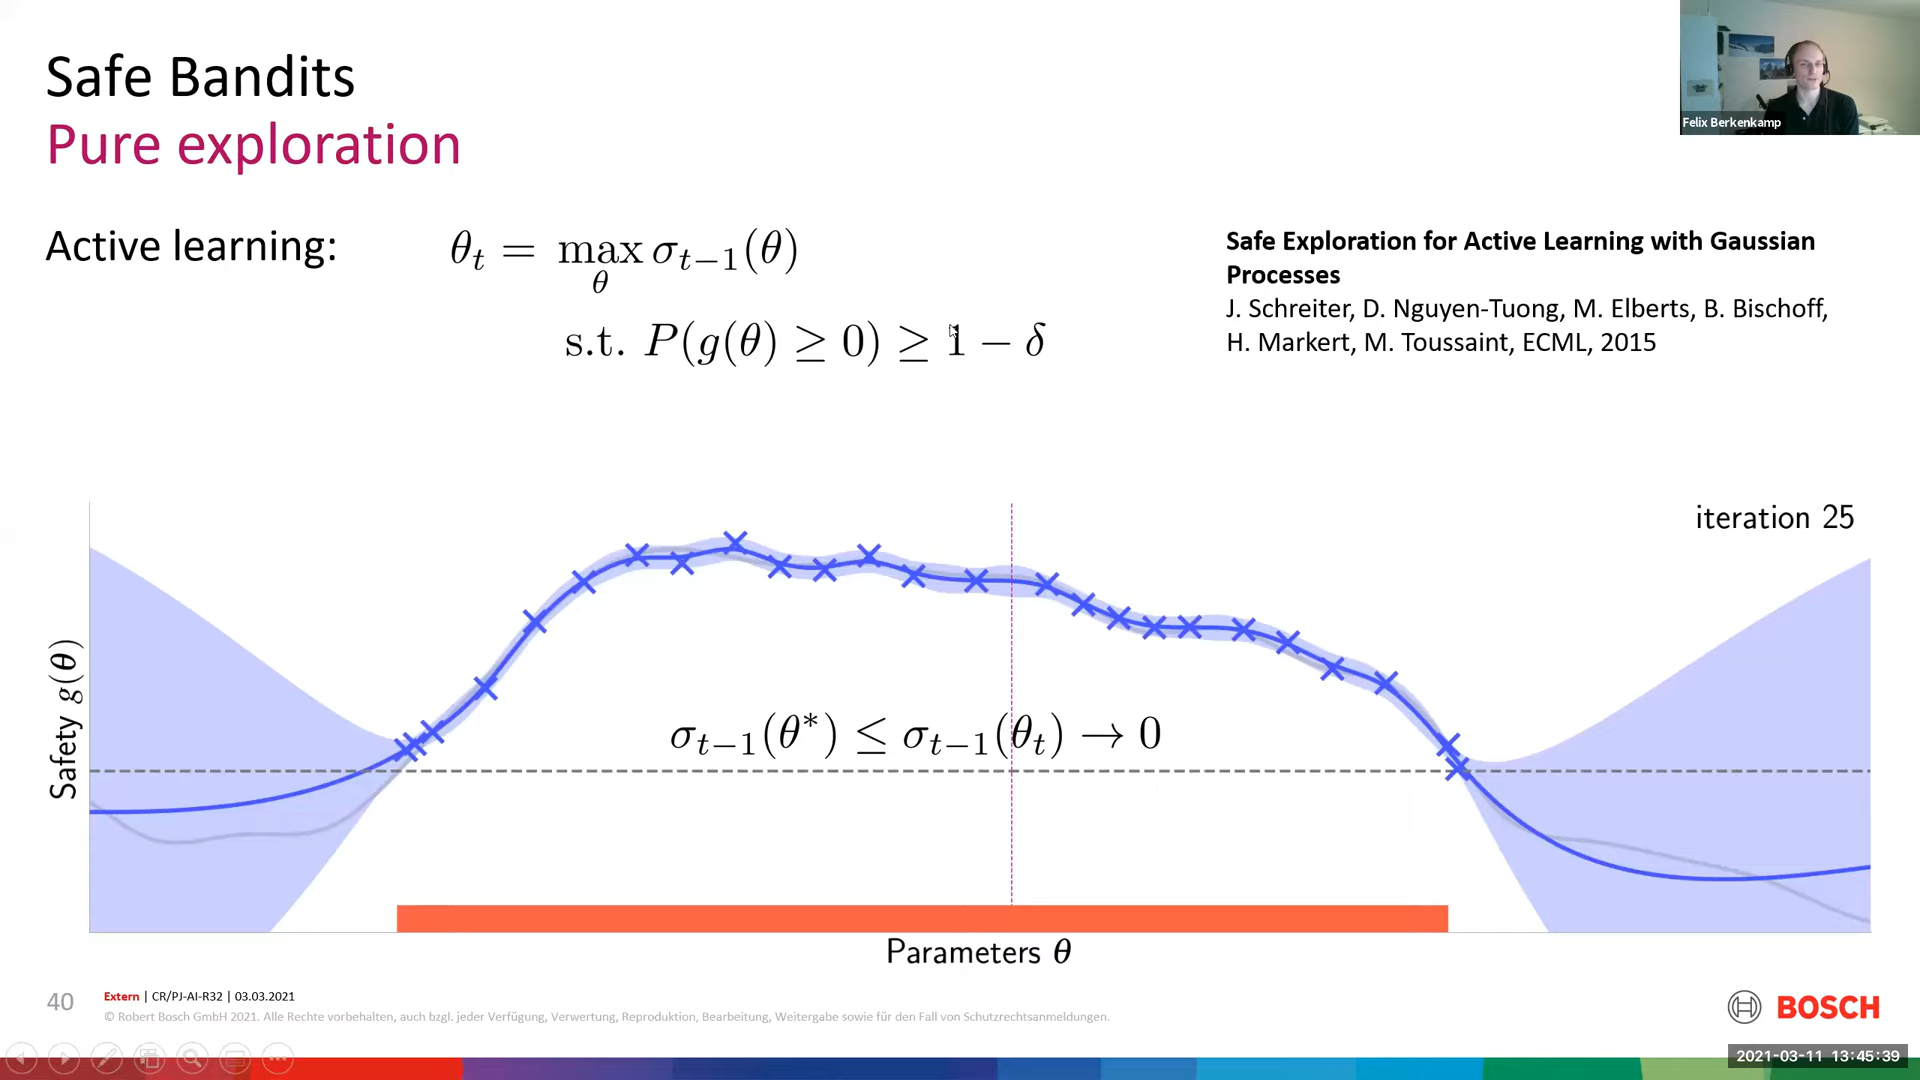 Safe Bandits
Pure exploration
Felix Berkenkamp
Active learning:
θ_t = max_θ σ_{t−1}(θ)
s.t. P(g(θ) ≥ 0) ≥ 1 − δ
Safe Exploration for Active Learning with Gaussian
Processes
J. Schreiter, D. Nguyen-Tuong, M. Elberts, B. Bischoff,
H. Markert, M. Toussaint, ECML, 2015
iteration 25
Safety g(θ)
σ_{t−1}(θ*) ≤ σ_{t−1}(θ_t) → 0
Parameters θ
40
Extern | CR/PJ-AI-R32 | 03.03.2021
© Robert Bosch GmbH 2021. Alle Rechte vorbehalten, auch bzgl. jeder Verfügung, Verwertung, Reproduktion, Bearbeitung, Weitergabe sowie für den Fall von Schutzrechtsanmeldungen.
BOSCH
2021-03-11 13:45:39